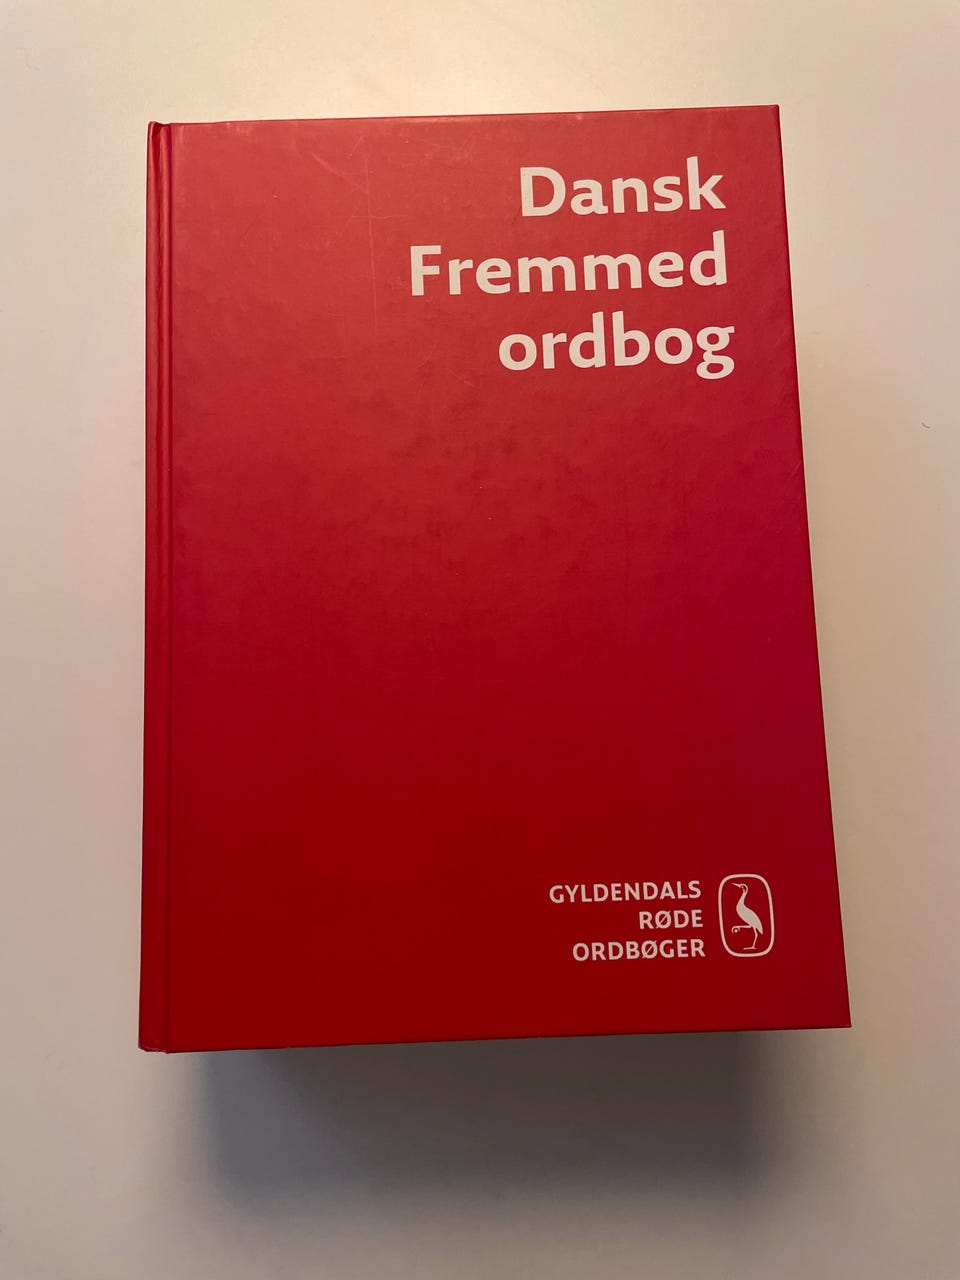 Dansk
Fremmed
ordbog
GYLDENDALS
RØDE
ORDBØGER